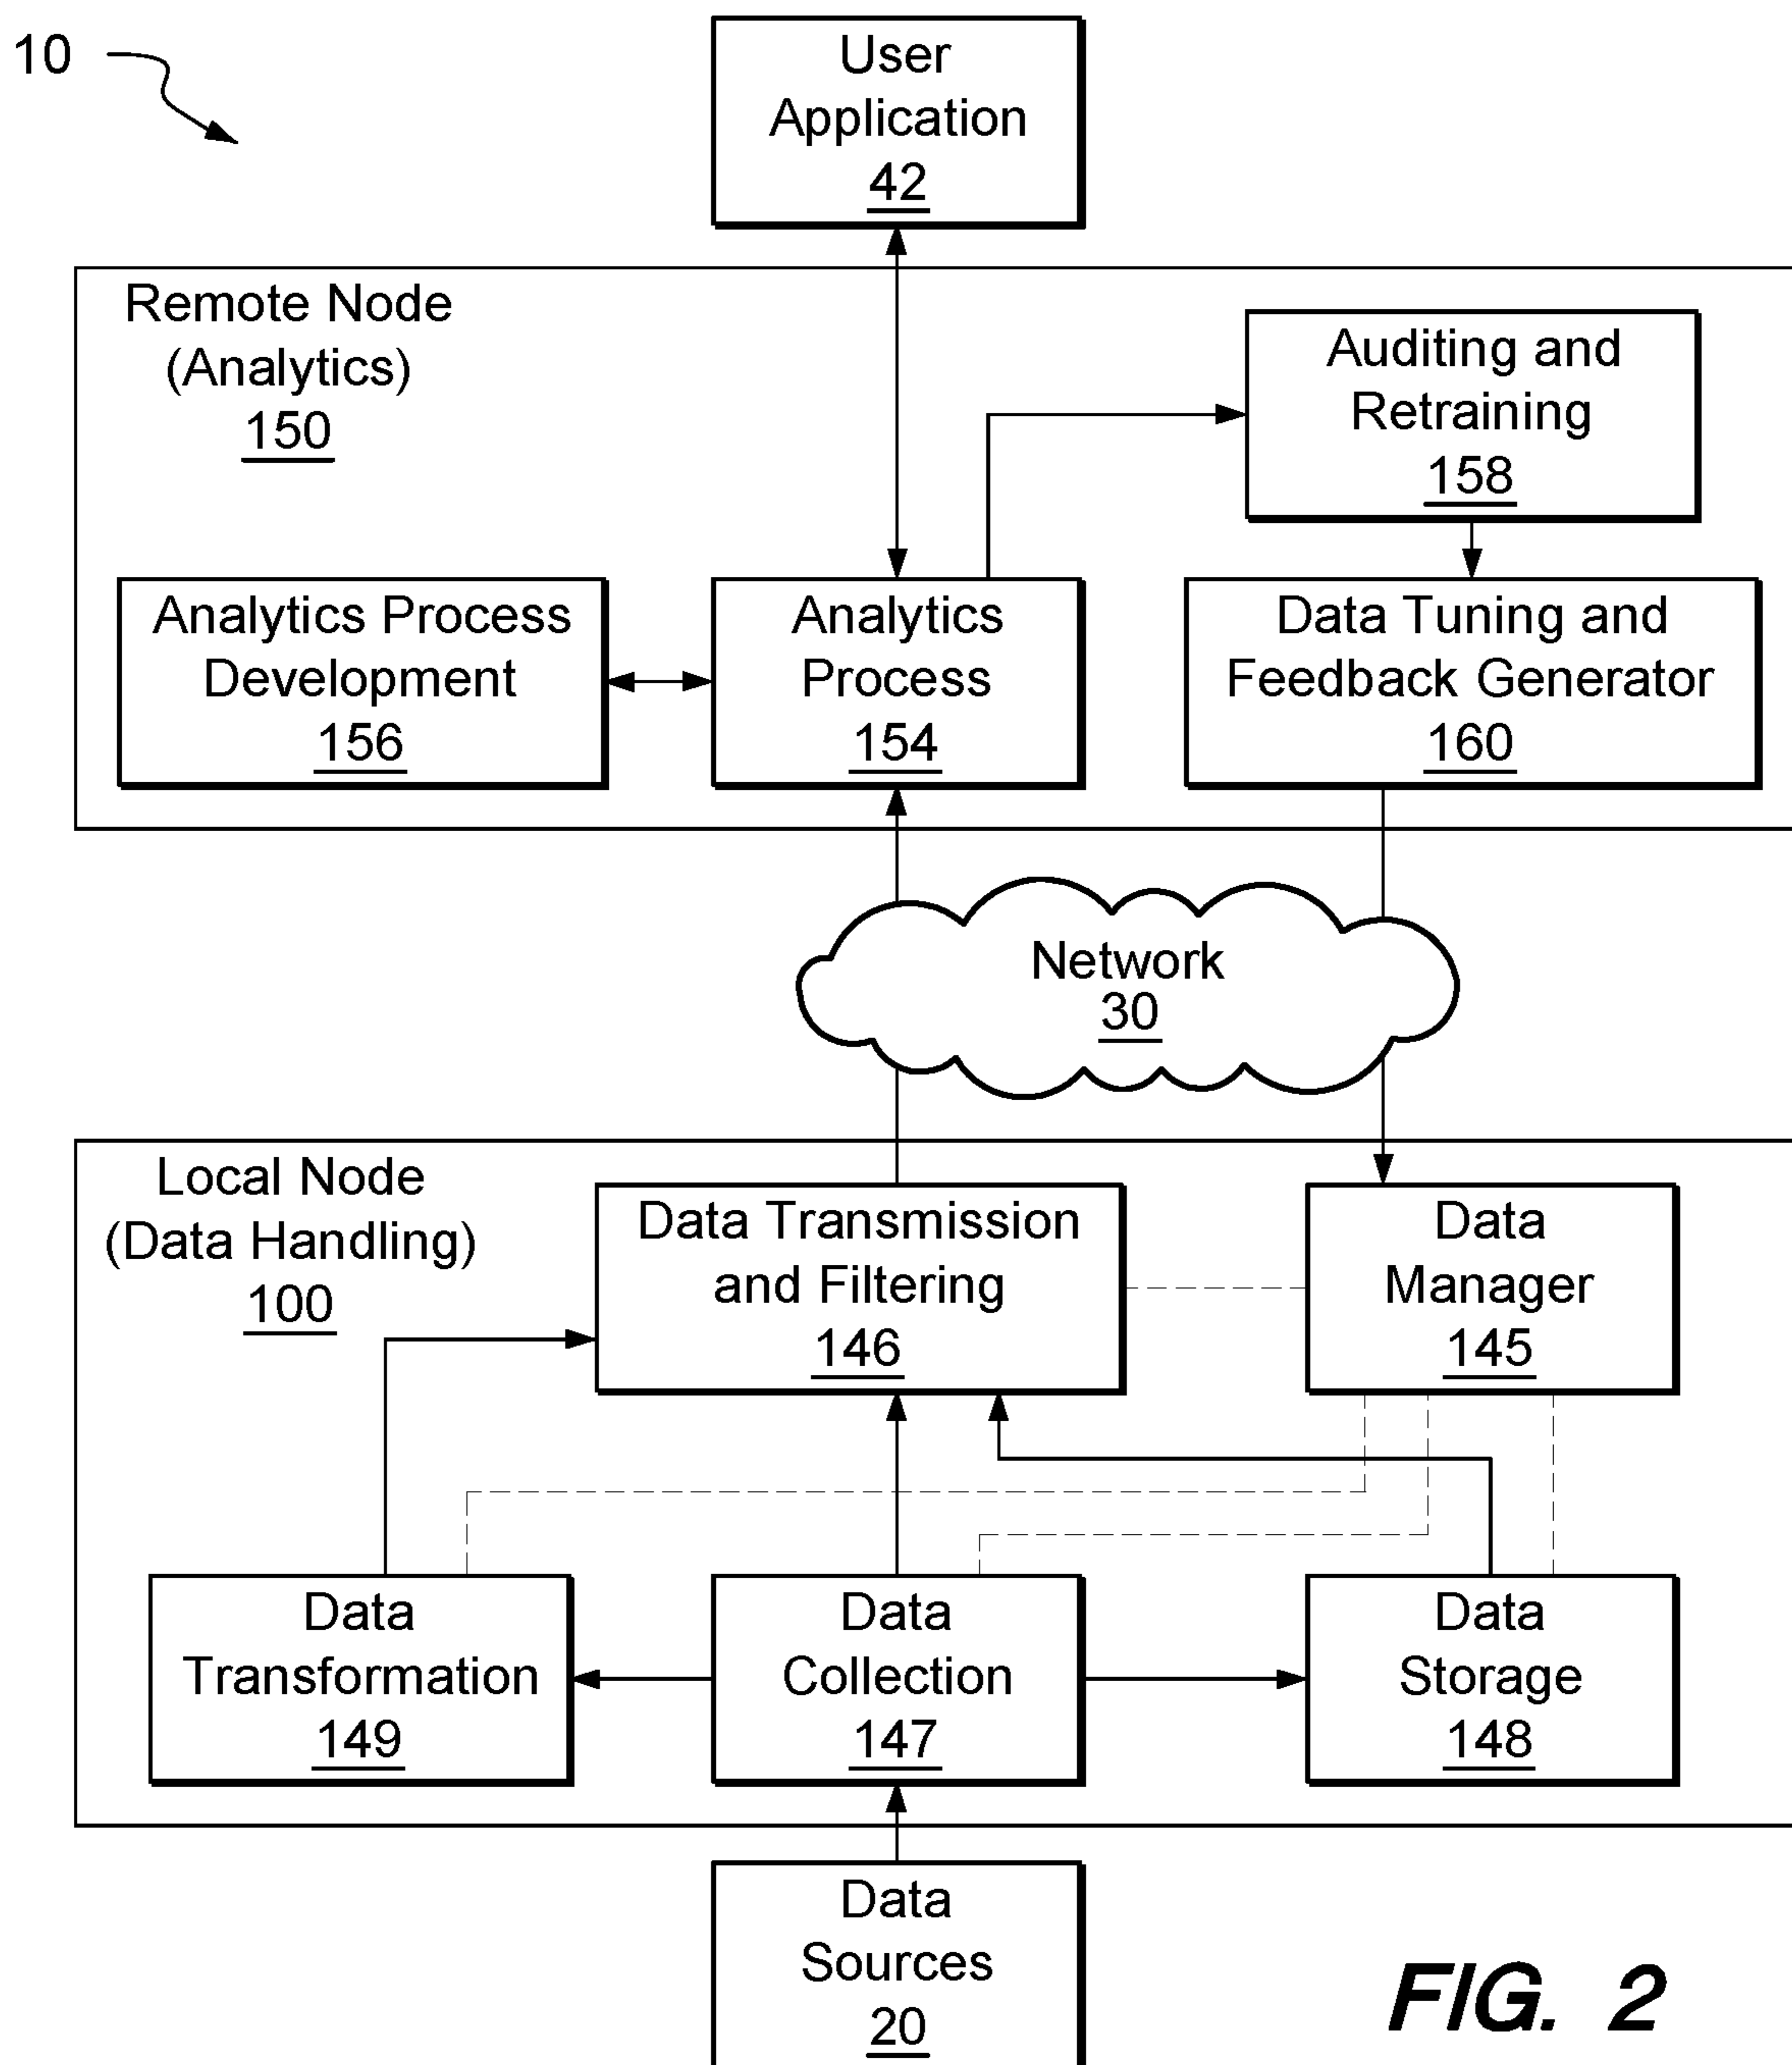 10
User
Application
42
Remote Node
(Analytics)
150
Auditing and
Retraining
158
Analytics Process
Development
156
Analytics
Process
154
Data Tuning and
Feedback Generator
160
Network
30
Local Node
(Data Handling)
100
Data Transmission
and Filtering
146
Data
Manager
145
Data
Transformation
149
Data
Collection
147
Data
Storage
148
Data
Sources
20
FIG. 2